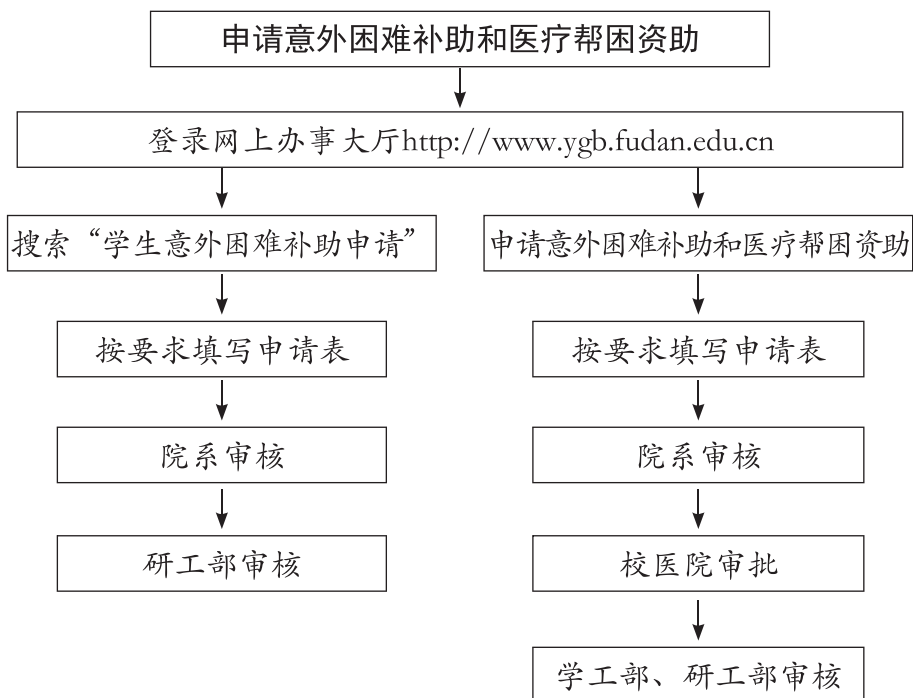 申请意外困难补助和医疗帮困资助
登录网上办事大厅http://www.ygb.fudan.edu.cn
搜索“学生意外困难补助申请”
按要求填写申请表
院系审核
研工部审核
申请意外困难补助和医疗帮困资助
按要求填写申请表
院系审核
校医院审批
学工部、研工部审核